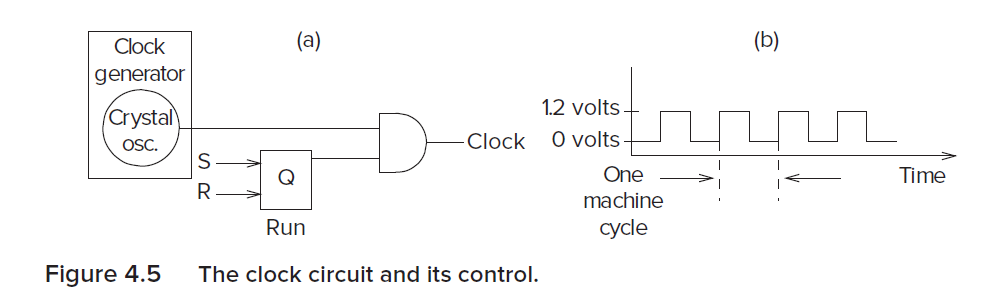 (a)
Clock
generator
Crystal
osc.
S
R
Q
Run
Clock
(b)
1.2 volts
0 volts
One
machine
cycle
Time
Figure 4.5 The clock circuit and its control.